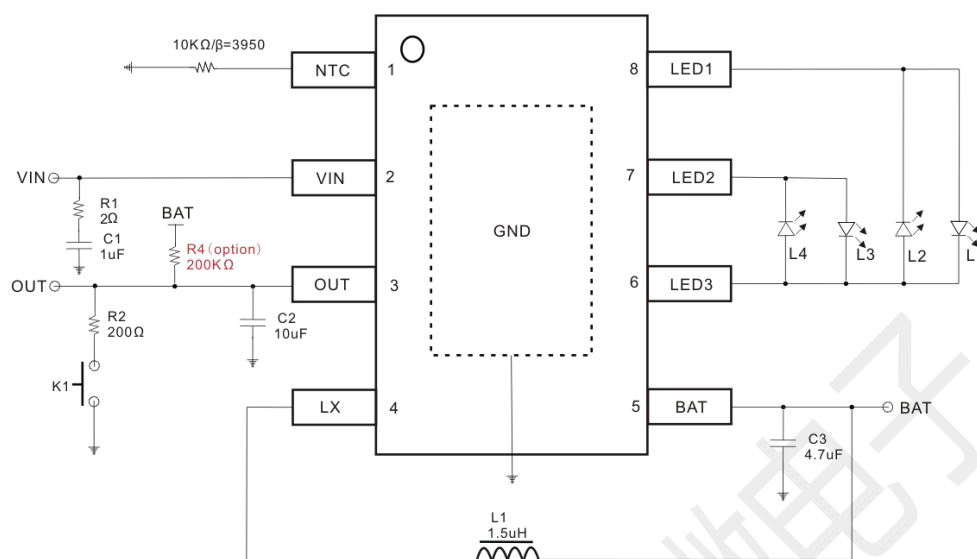 10KΩ/β=3950
NTC
1
8
LED1
VIN
VIN
2
7
LED2
R1
2Ω
C1
1uF
BAT
R4(option)
200KΩ
GND
L4
L3
L2
L
OUT
OUT
3
6
LED3
R2
200Ω
C2
10uF
K1
LX
4
5
BAT
BAT
C3
4.7uF
L1
1.5uH
电子